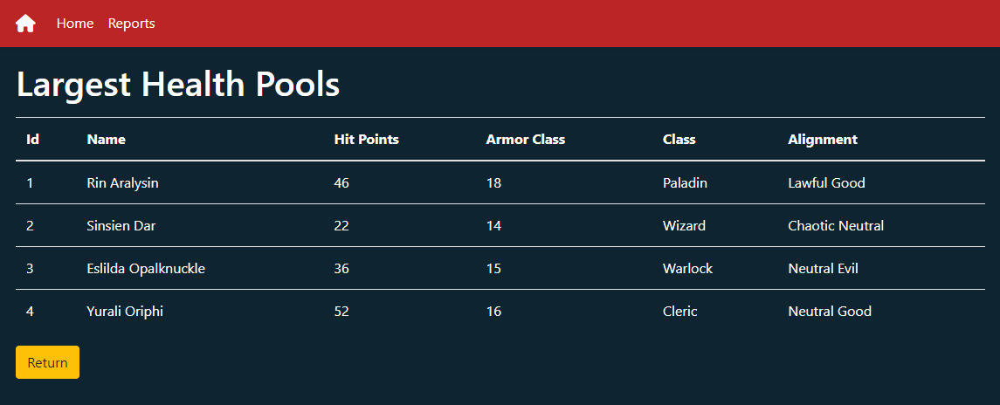 Home Reports
Largest Health Pools
Id Name Hit Points Armor Class Class Alignment
1 Rin Aralysin 46 18 Paladin Lawful Good
2 Sinsien Dar 22 14 Wizard Chaotic Neutral
3 Eslilda Opalknuckle 36 15 Warlock Neutral Evil
4 Yurali Oriphi 52 16 Cleric Neutral Good
Return